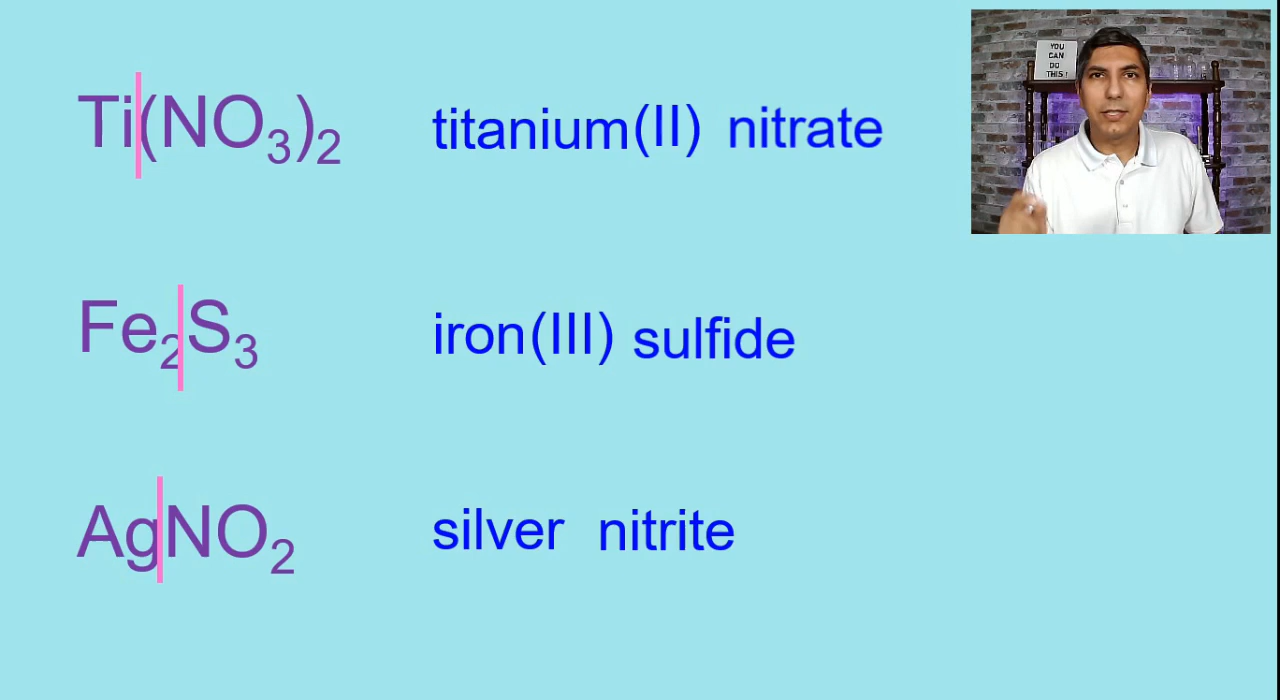 Ti(NO₃)₂ titanium(II) nitrate
YOU
CAN
DO
THIS!
Fe₂S₃ iron(III) sulfide
AgNO₂ silver nitrite